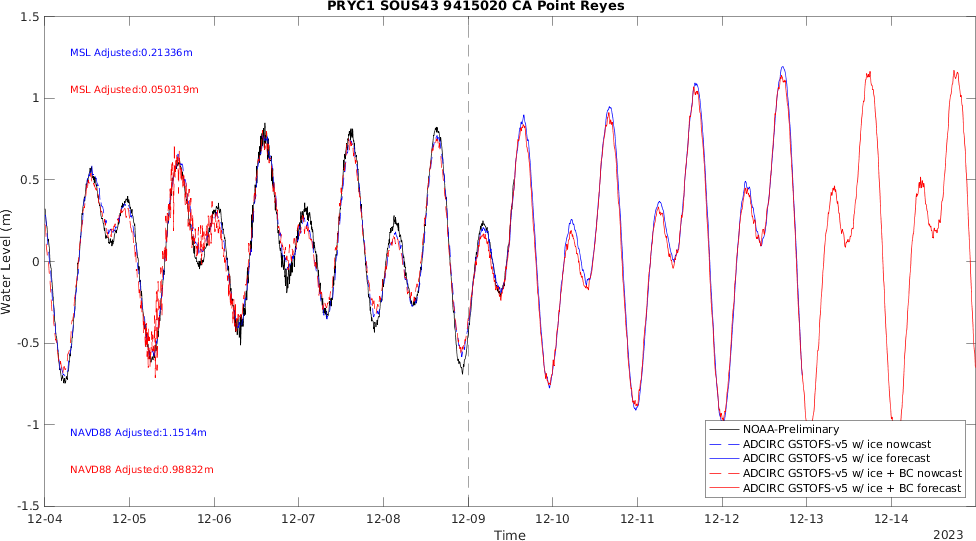 PRYC1 SOUS43 9415020 CA Point Reyes
1.5
MSL Adjusted:0.21336m
MSL Adjusted:0.050319m
1
0.5
Water Level (m)
0
-0.5
-1
NAVD88 Adjusted:1.1514m
NAVD88 Adjusted:0.98832m
NOAA-Preliminary
ADCIRC GSTOFS-v5 w/ ice nowcast
ADCIRC GSTOFS-v5 w/ ice forecast
ADCIRC GSTOFS-v5 w/ ice + BC nowcast
ADCIRC GSTOFS-v5 w/ ice + BC forecast
-1.5
12-04 12-05 12-06 12-07 12-08 12-09 12-10 12-11 12-12 12-13 12-14
Time
2023